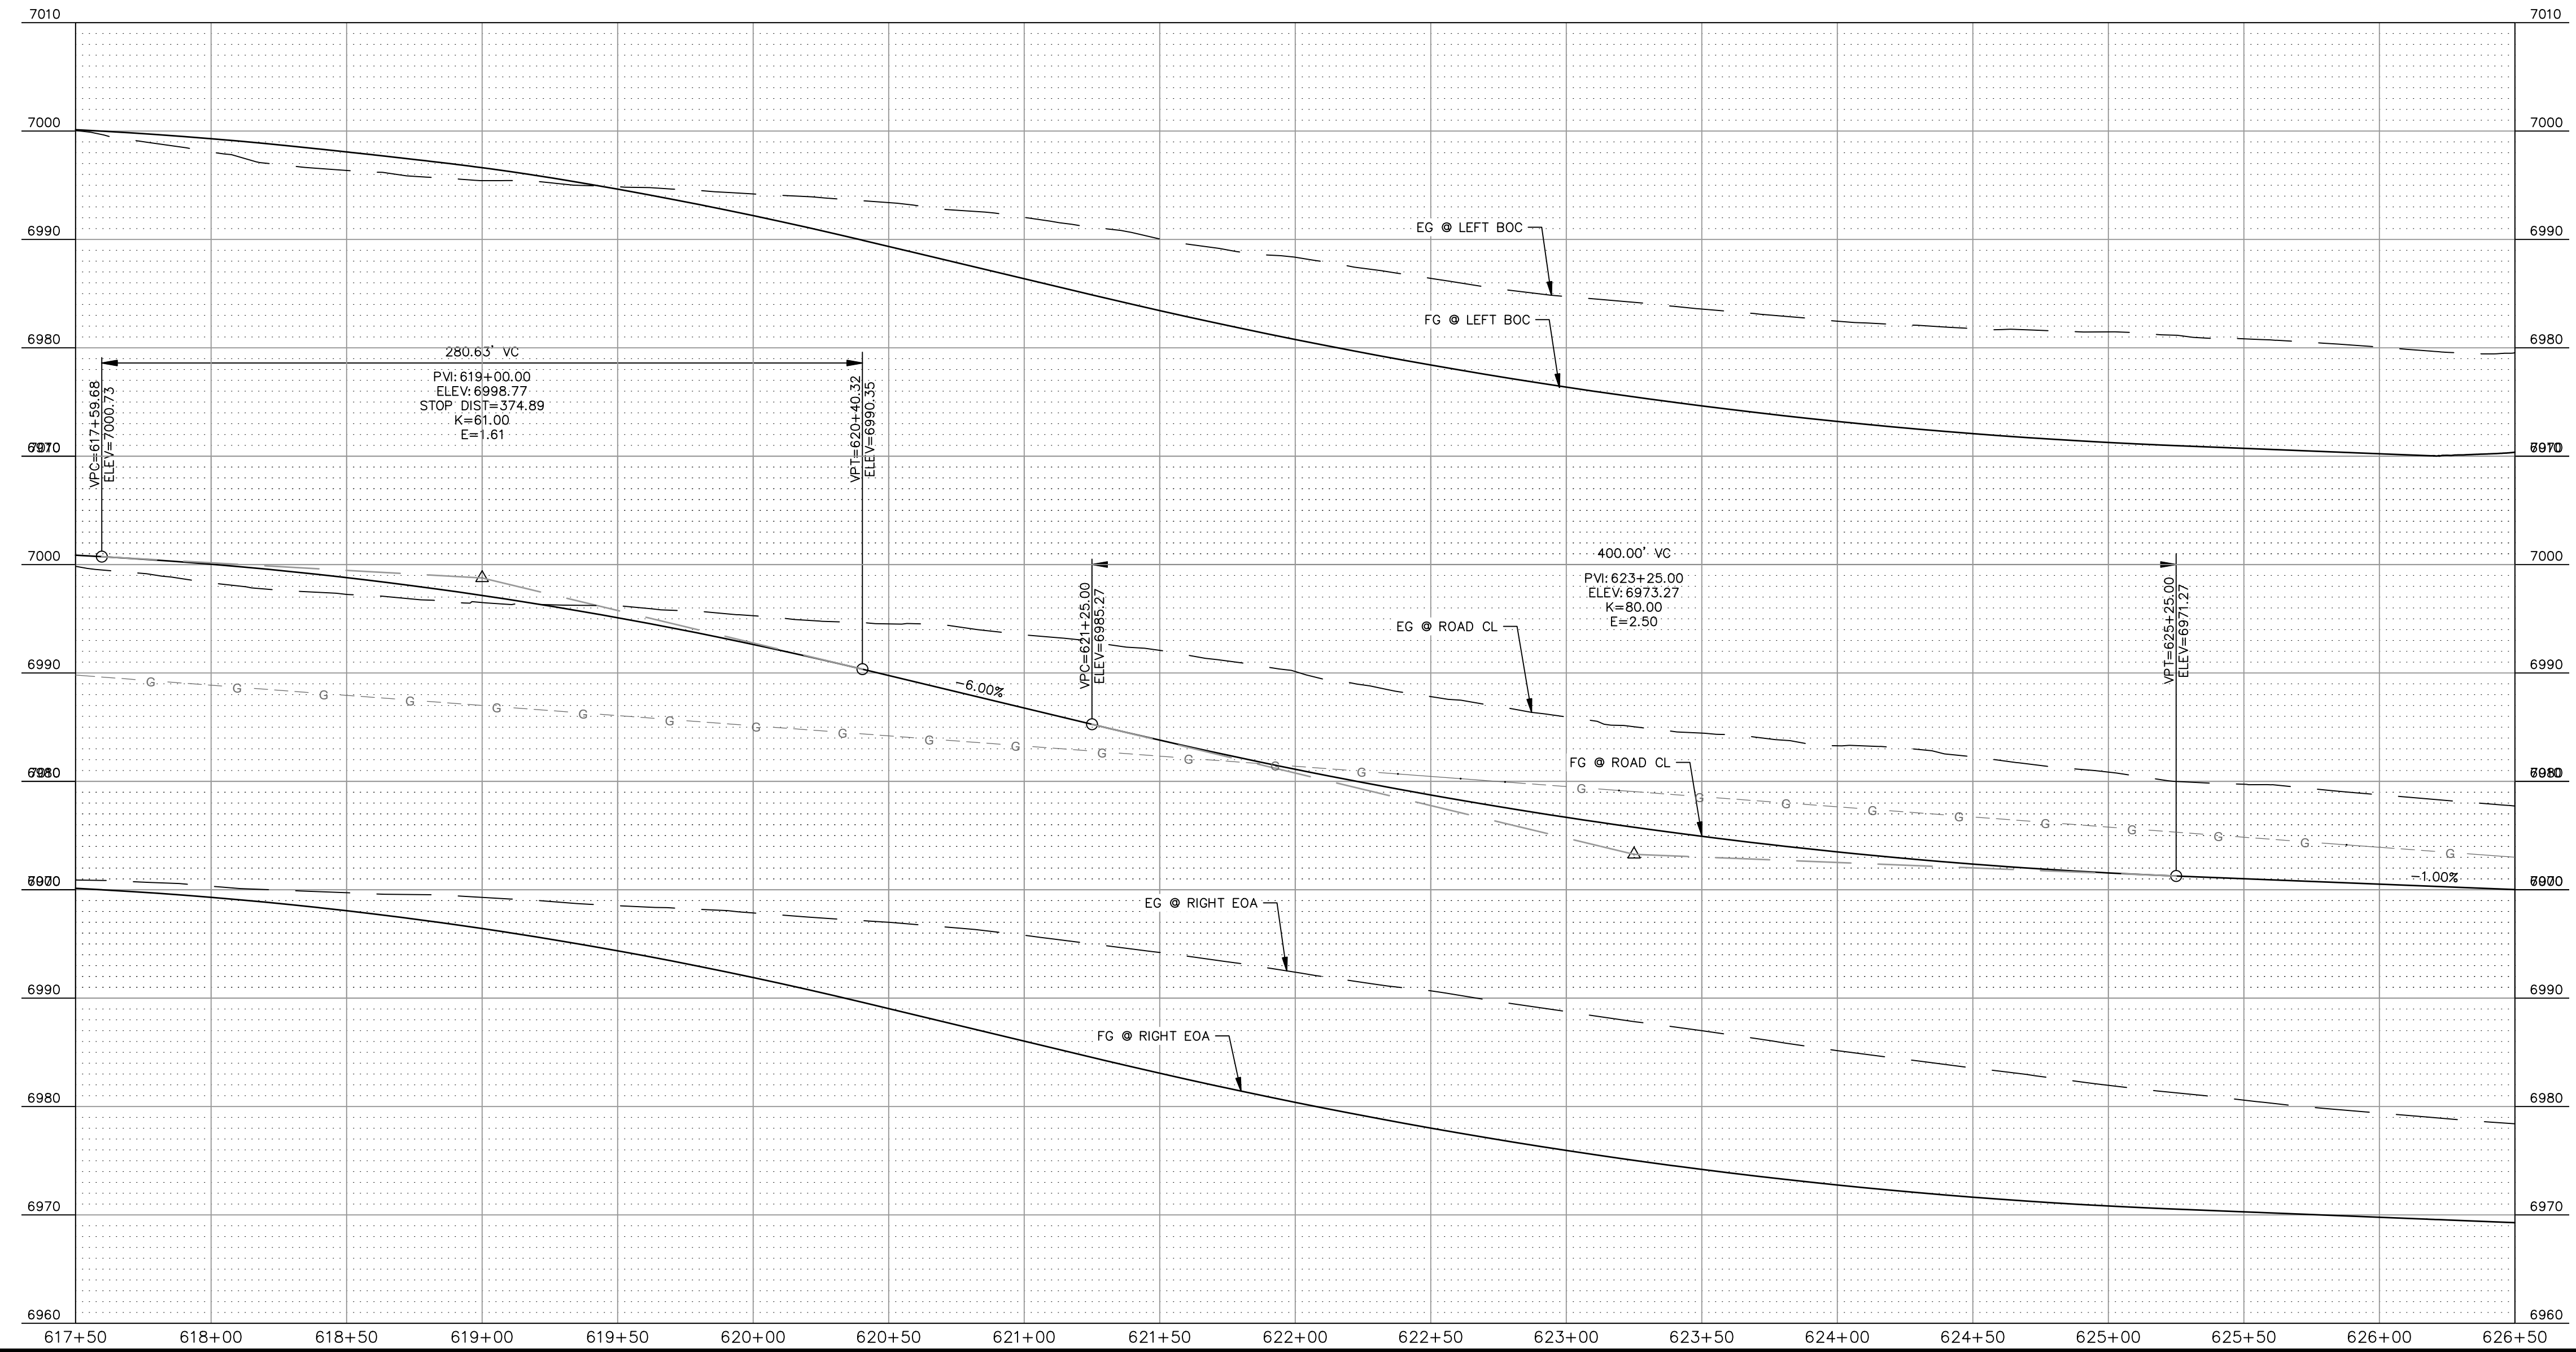 7010
7010
7000
7000
6990
6990
EG @ LEFT BOC
FG @ LEFT BOC
6980
6980
280.63' VC
PVI: 619+00.00
ELEV: 6998.77
STOP DIST=374.89
K=61.00
E=1.61
VPC=617+59.68
ELEV=7000.73
VPT=620+40.32
ELEV=6990.35
6970
6970
7000
7000
400.00' VC
PVI: 623+25.00
ELEV: 6973.27
K=80.00
E=2.50
VPC=621+25.00
ELEV=6985.27
VPT=625+25.00
ELEV=6971.27
EG @ ROAD CL
6990
6990
-6.00%
G G G G G G G G G G G G G G G G G G G G G G G G G G G
FG @ ROAD CL
6980
6980
-1.00%
EG @ RIGHT EOA
6990
6990
FG @ RIGHT EOA
6980
6980
6970
6970
6960
6960
617+50 618+00 618+50 619+00 619+50 620+00 620+50 621+00 621+50 622+00 622+50 623+00 623+50 624+00 624+50 625+00 625+50 626+00 626+50